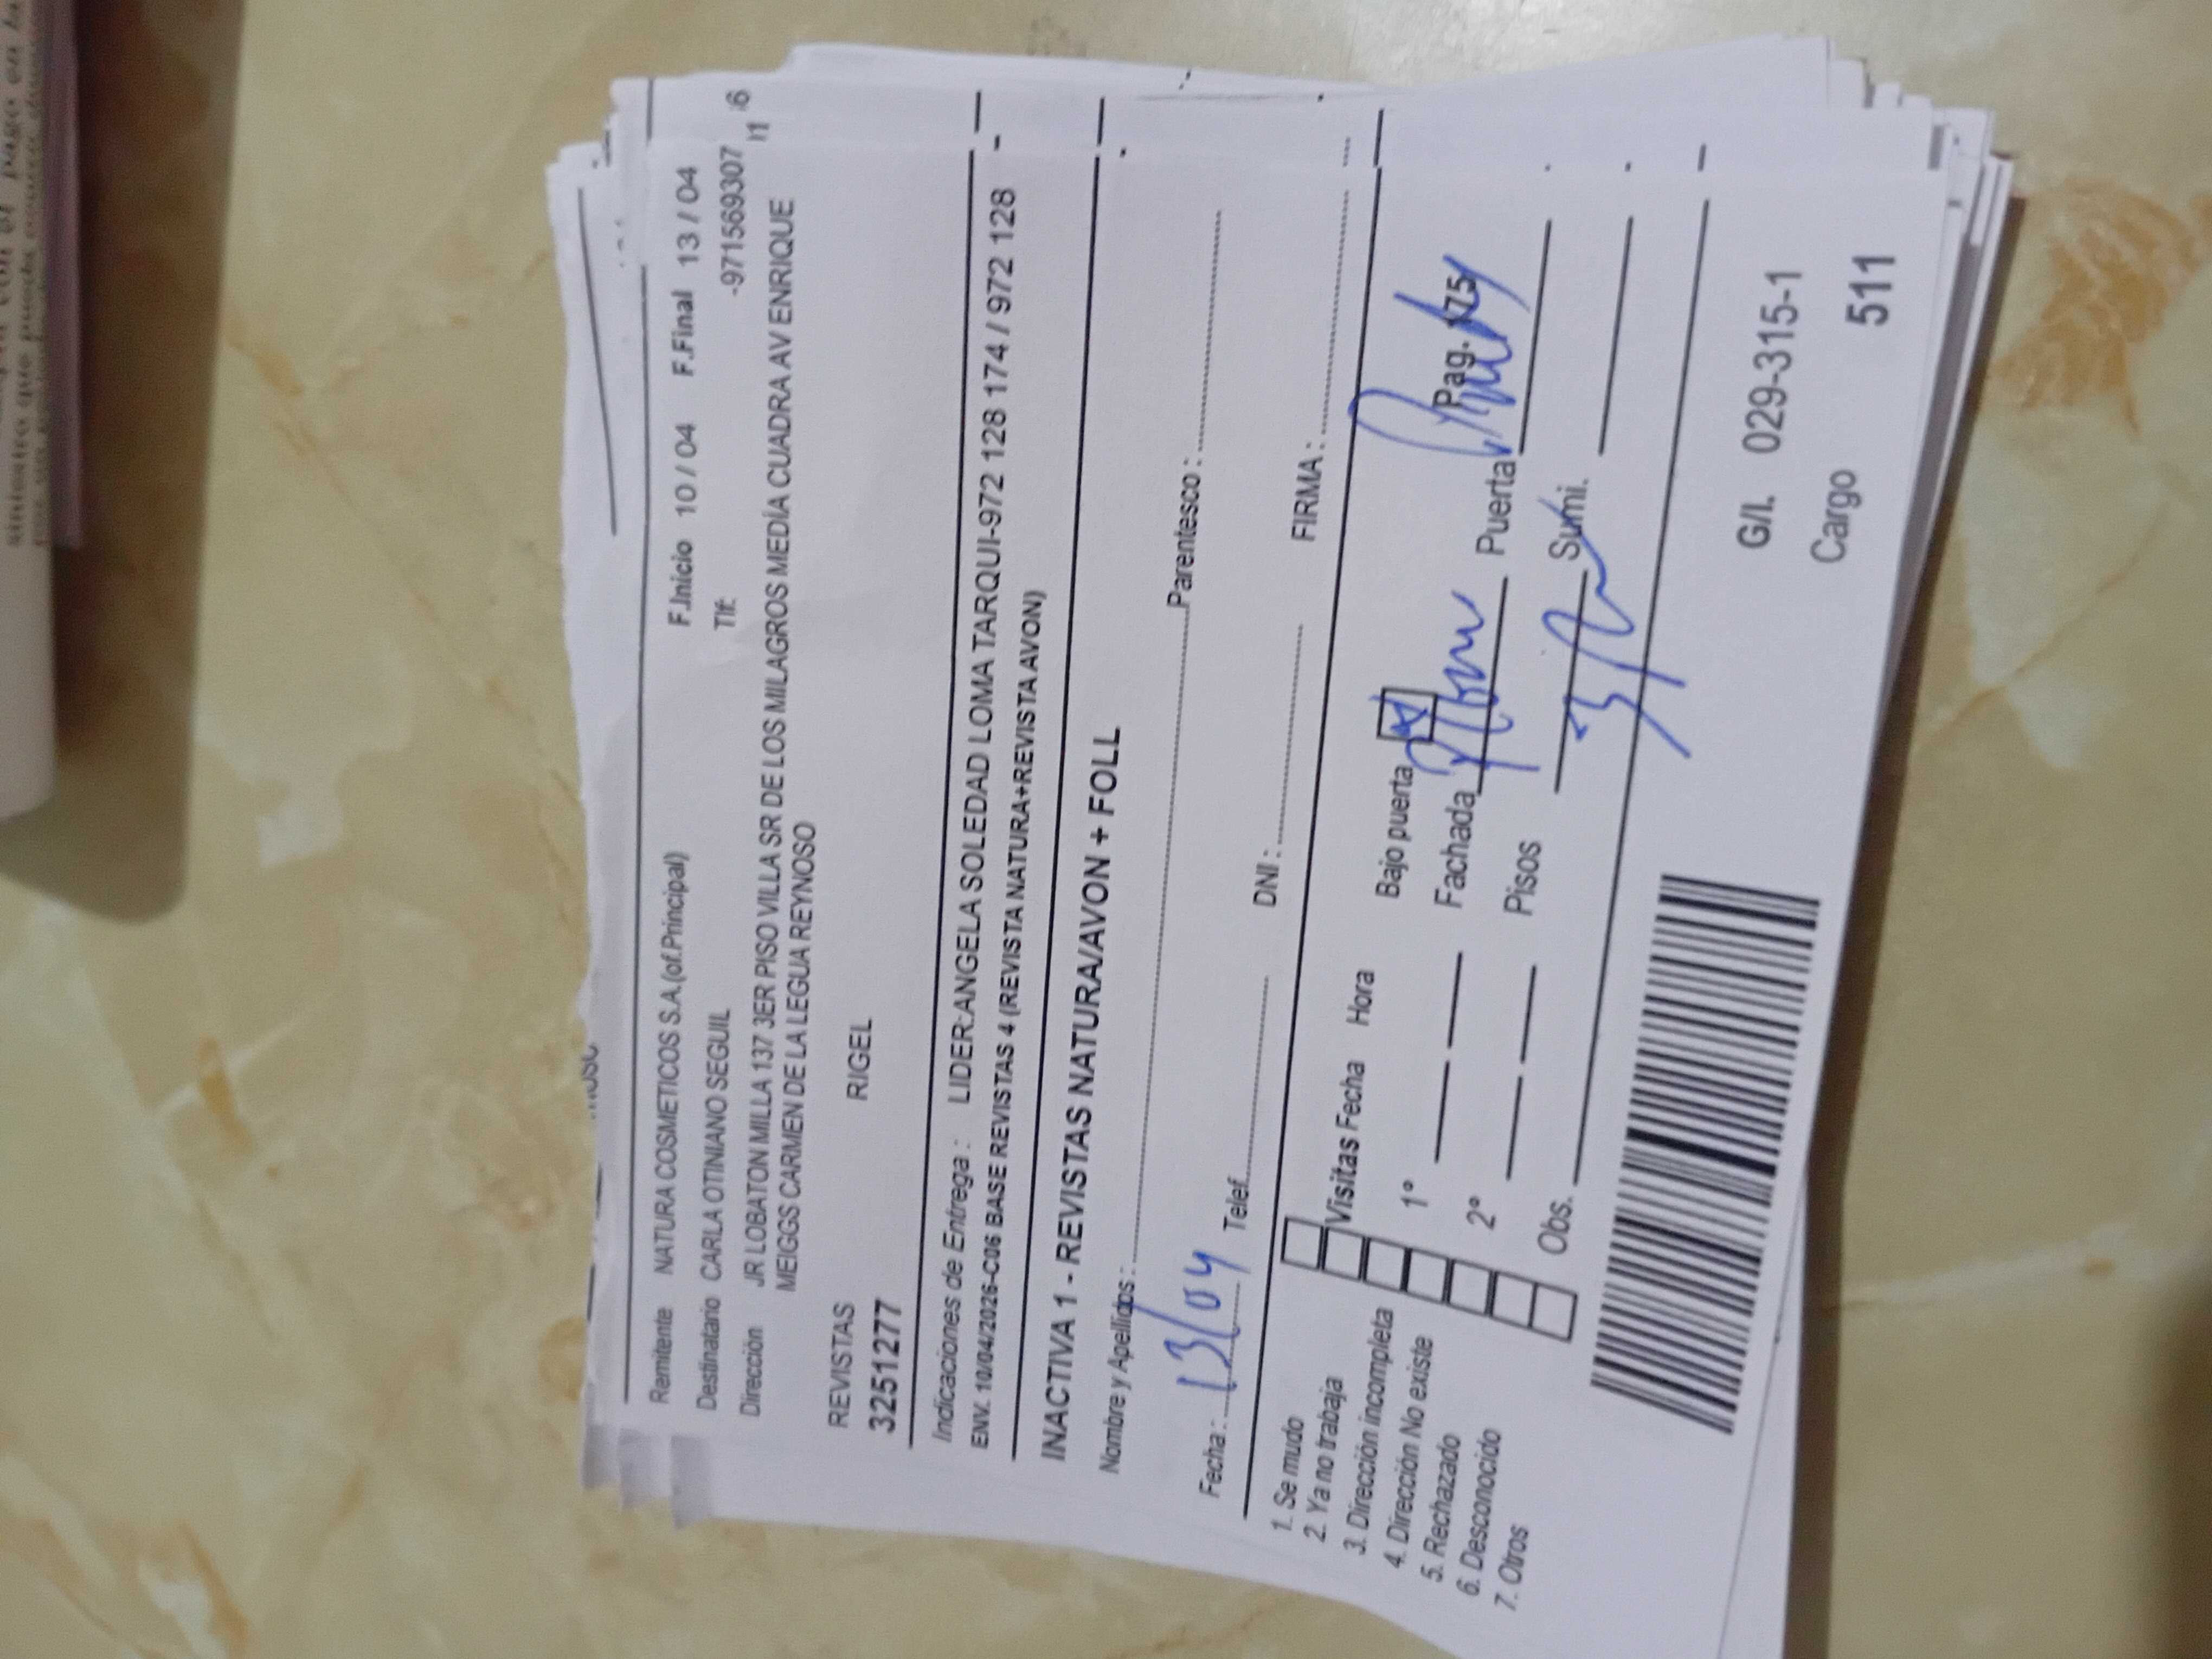 Remitente NATURA COSMETICOS S.A.(of.Principal) F.Inicio 10 / 04 F.Final 13 / 04
Destinatario CARLA OTINIANO SEGUIL Tlf: -971569307
Dirección JR LOBATON MILLA 137 3ER PISO VILLA SR DE LOS MILAGROS MEDIA CUADRA AV ENRIQUE
MEIGGS CARMEN DE LA LEGUA REYNOSO
REVISTAS RIGEL
3251277
Indicaciones de Entrega : LIDER:ANGELA SOLEDAD LOMA TARQUI-972 128 174 / 972 128
ENV. 10/04/2026-C06 BASE REVISTAS 4 (REVISTA NATURA+REVISTA AVON)
INACTIVA 1 - REVISTAS NATURA/AVON + FOLL
Nombre y Apellidos : Parentesco :
Fecha : 13/04 Telef. DNI : FIRMA :
1. Se mudo
2. Ya no trabaja
3. Dirección incompleta
4. Dirección No existe
5. Rechazado
6. Desconocido
7. Otros
Visitas Fecha Hora
1°
2°
Obs.
Bajo puerta
Fachada Puerta Pag.
Pisos 3 Sumi.
G/l. 029-315-1
Cargo
511